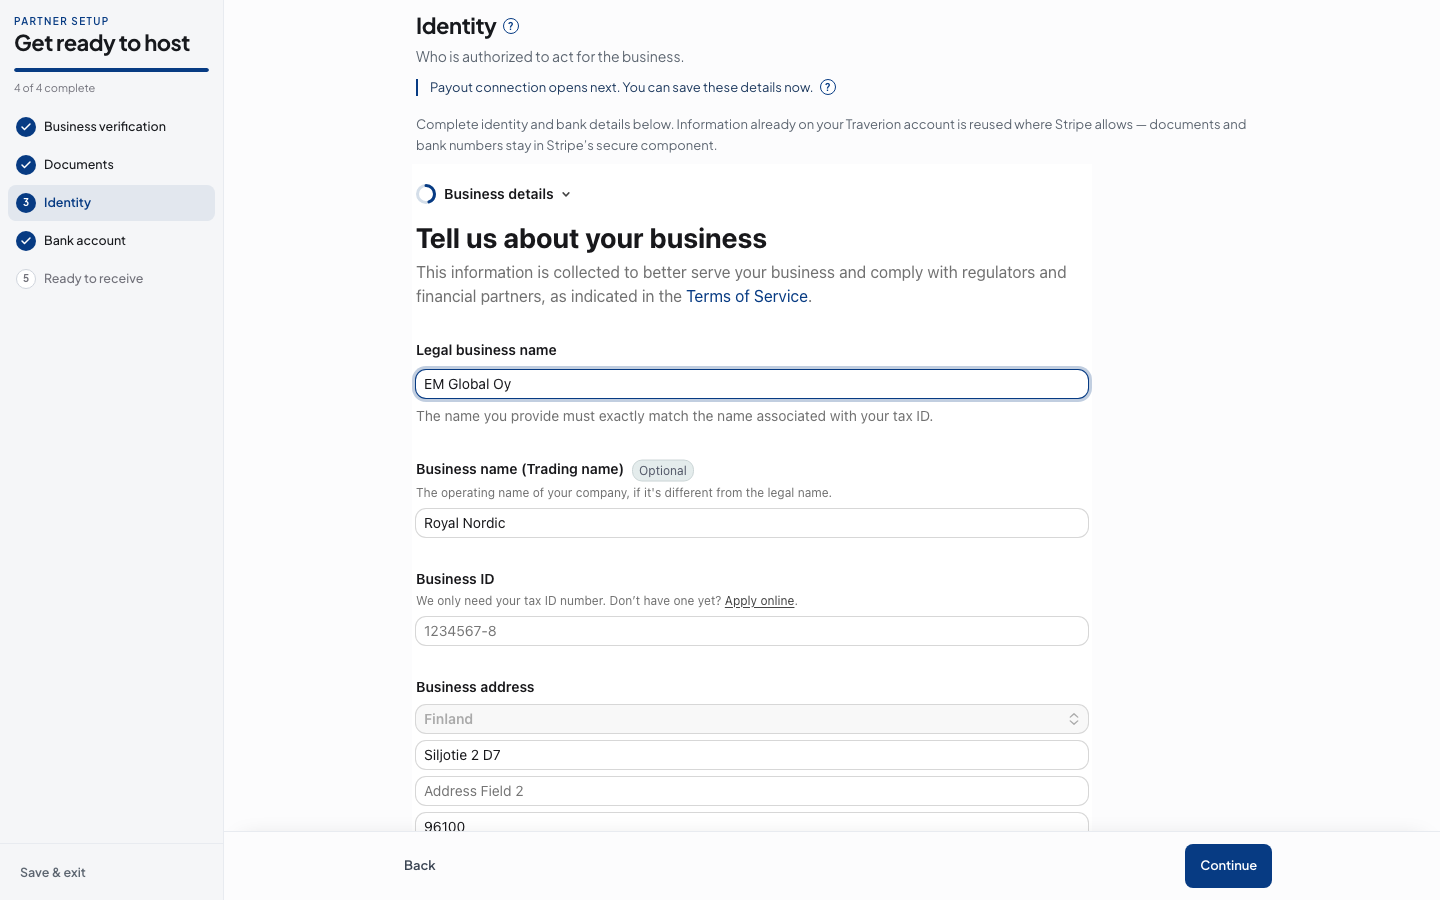 PARTNER SETUP
Get ready to host
4 of 4 complete
Business verification
Documents
3 Identity
Bank account
5 Ready to receive
Save & exit
Identity ?
Who is authorized to act for the business.
Payout connection opens next. You can save these details now. ?
Complete identity and bank details below. Information already on your Traverion account is reused where Stripe allows — documents and
bank numbers stay in Stripe's secure component.
Business details
Tell us about your business
This information is collected to better serve your business and comply with regulators and
financial partners, as indicated in the Terms of Service.
Legal business name
EM Global Oy
The name you provide must exactly match the name associated with your tax ID.
Business name (Trading name) Optional
The operating name of your company, if it's different from the legal name.
Royal Nordic
Business ID
We only need your tax ID number. Don't have one yet? Apply online.
1234567-8
Business address
Finland
Siljotie 2 D7
Address Field 2
96100
Back
Continue